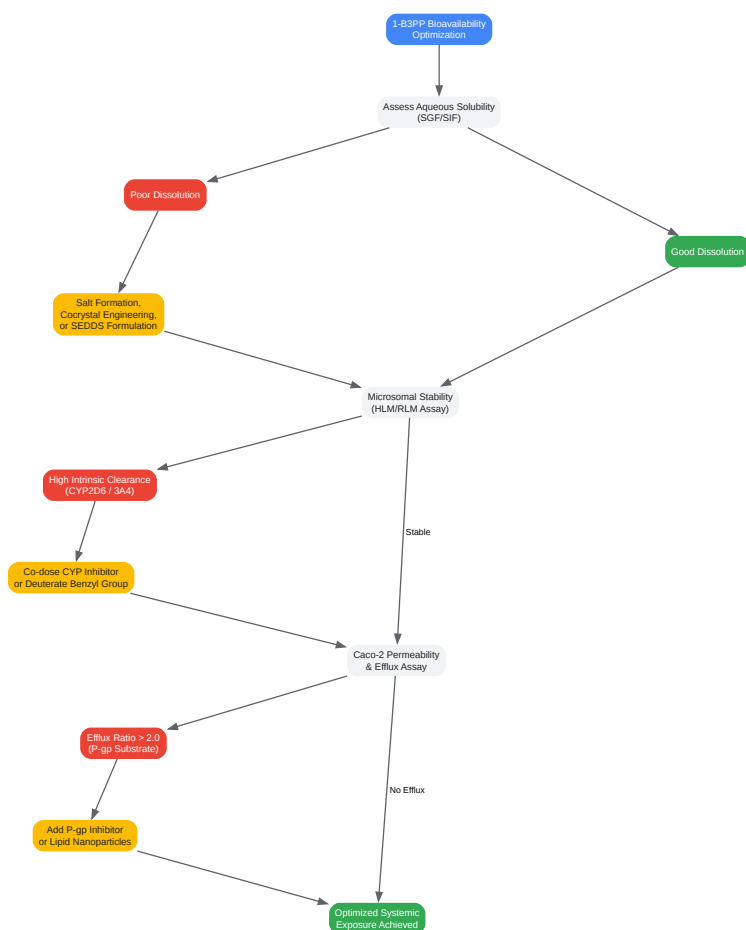 1-B3PP Bioavailability
Optimization
Assess Aqueous Solubility
(SGF/SIF)
Poor Dissolution
Good Dissolution
Salt Formation,
Cocrystal Engineering,
or SEDDS Formulation
Microsomal Stability
(HLM/RLM Assay)
High Intrinsic Clearance
(CYP2D6 / 3A4)
Stable
Co-dose CYP Inhibitor
or Deuterate Benzyl Group
Caco-2 Permeability
& Efflux Assay
Efflux Ratio > 2.0
(P-gp Substrate)
No Efflux
Add P-gp Inhibitor
or Lipid Nanoparticles
Optimized Systemic
Exposure Achieved